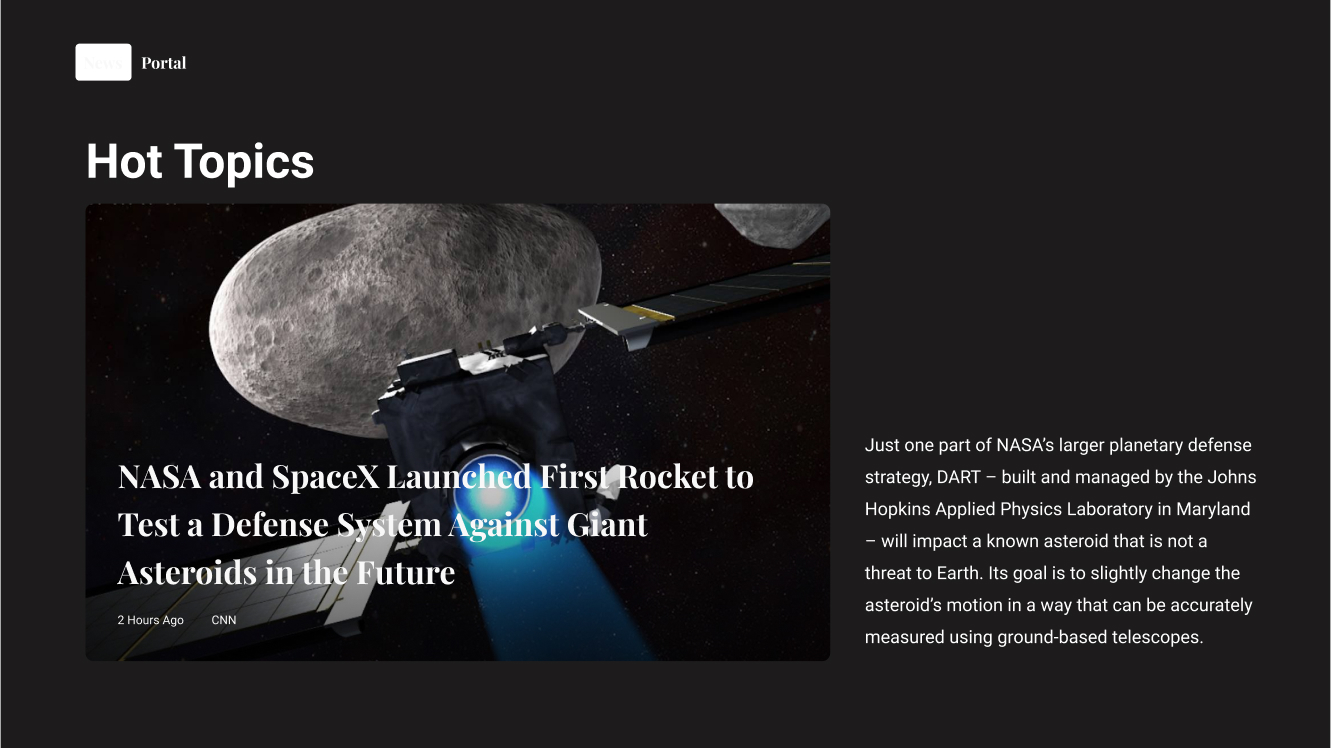 News Portal
Hot Topics
NASA and SpaceX Launched First Rocket to
Test a Defense System Against Giant
Asteroids in the Future
2 Hours Ago CNN
Just one part of NASA’s larger planetary defense
strategy, DART – built and managed by the Johns
Hopkins Applied Physics Laboratory in Maryland
– will impact a known asteroid that is not a
threat to Earth. Its goal is to slightly change the
asteroid’s motion in a way that can be accurately
measured using ground-based telescopes.